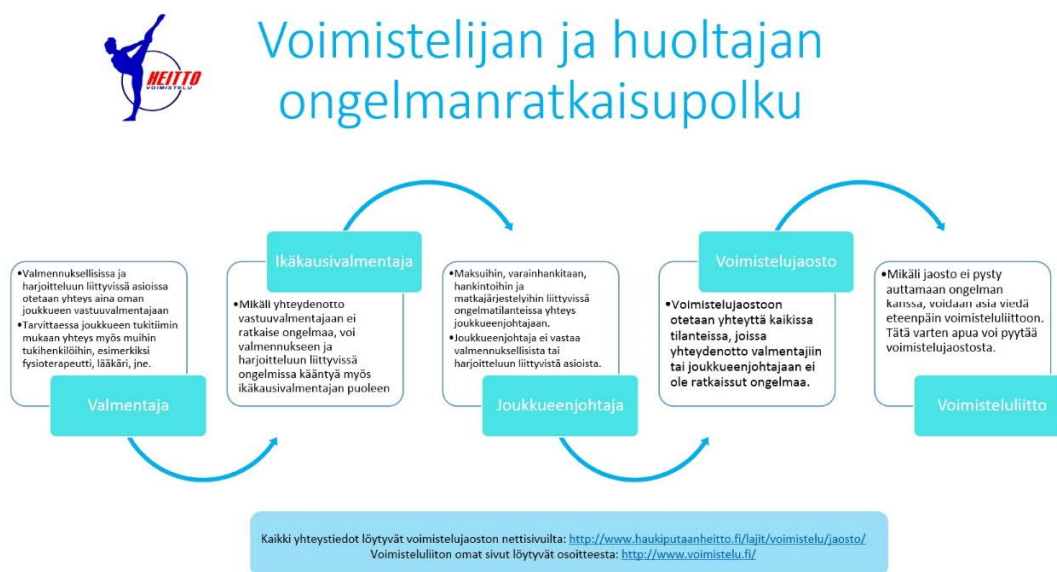 HEITTO
VOIMISTELU
Voimistelijan ja huoltajan
ongelmanratkaisupolku
•Valmennuksellisissa ja
harjoitteluun liittyvissä asioissa
otetaan yhteys aina oman
joukkueen vastuuvalmentajaan
•Tarvittaessa joukkueen tukitiimin
mukaan yhteys myös muihin
tukihenkilöihin, esimerkiksi
fysioterapeutti, lääkäri, jne.
Valmentaja
Ikäkausivalmentaja
•Mikäli yhteydenotto
vastuuvalmentajaan ei
ratkaise ongelmaa, voi
valmennukseen ja
harjoitteluun liittyvissä
ongelmissa kääntyä myös
ikäkausivalmentajan puoleen
•Maksuihin, varainhankitaan,
hankintoihin ja
matkajärjestelyihin liittyvissä
ongelmatilanteissa yhteys
joukkueenjohtajaan.
•Joukkueenjohtaja ei vastaa
valmennuksellisista tai
harjoitteluun liittyvistä asioista.
Joukkueenjohtaja
Voimistelujaosto
•Voimistelujaostoon
otetaan yhteyttä kaikissa
tilanteissa, joissa
yhteydenotto valmentajiin
tai joukkueenjohtajaan ei
ole ratkaissut ongelmaa.
•Mikäli jaosto ei pysty
auttamaan ongelman
kanssa, voidaan asia viedä
eteenpäin voimisteluliittoon.
Tätä varten apua voi pyytää
voimistelujaostosta.
Voimisteluliitto
Kaikki yhteystiedot löytyvät voimistelujaoston nettisivuilta: http://www.haukiputaanheitto.fi/lajit/voimistelu/jaosto/
Voimisteluliiton omat sivut löytyvät osoitteesta: http://www.voimistelu.fi/